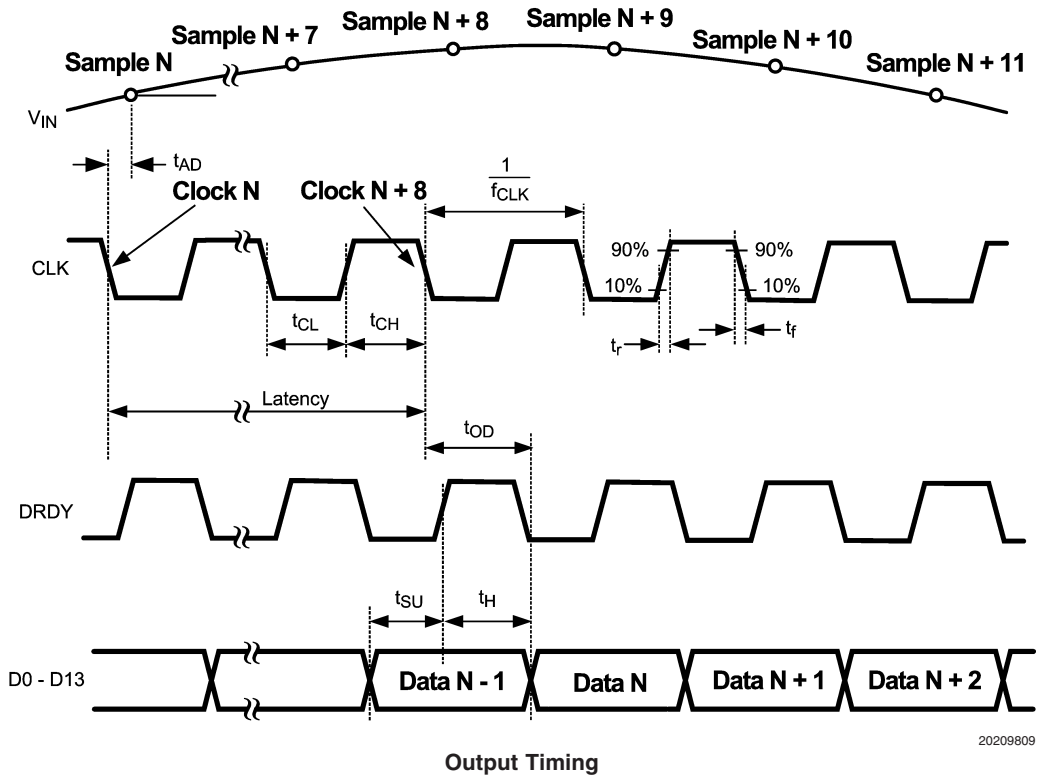 Sample N
Sample N + 7
Sample N + 8
Sample N + 9
Sample N + 10
Sample N + 11
VIN
tAD
Clock N
Clock N + 8
1
fCLK
CLK
90%
90%
10%
10%
tCL
tCH
tr
tf
Latency
tOD
DRDY
tSU
tH
D0 - D13
Data N - 1
Data N
Data N + 1
Data N + 2
20209809
Output Timing